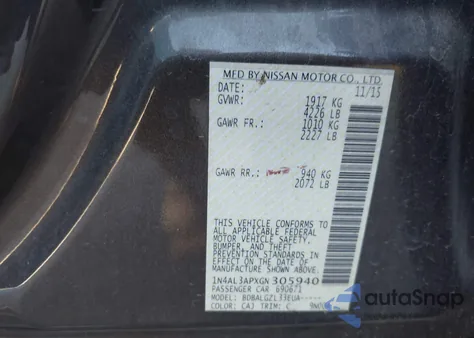 MFD BY NISSAN MOTOR CO., LTD.
DATE: 11/15
GVWR: 1917 KG
4226 LB
GAWR FR.: 1010 KG
2227 LB
GAWR RR.: 940 KG
2072 LB
THIS VEHICLE CONFORMS TO
ALL APPLICABLE FEDERAL
MOTOR VEHICLE SAFETY,
BUMPER, AND THEFT
PREVENTION STANDARDS IN
EFFECT ON THE DATE OF
MANUFACTURE SHOWN ABOVE.
1N4AL3APXGN305940
PASSENGER CAR 690671
MODEL: BDBALGZL33EUA-----
COLOR: CAJ TRIM: C
AutoSnap